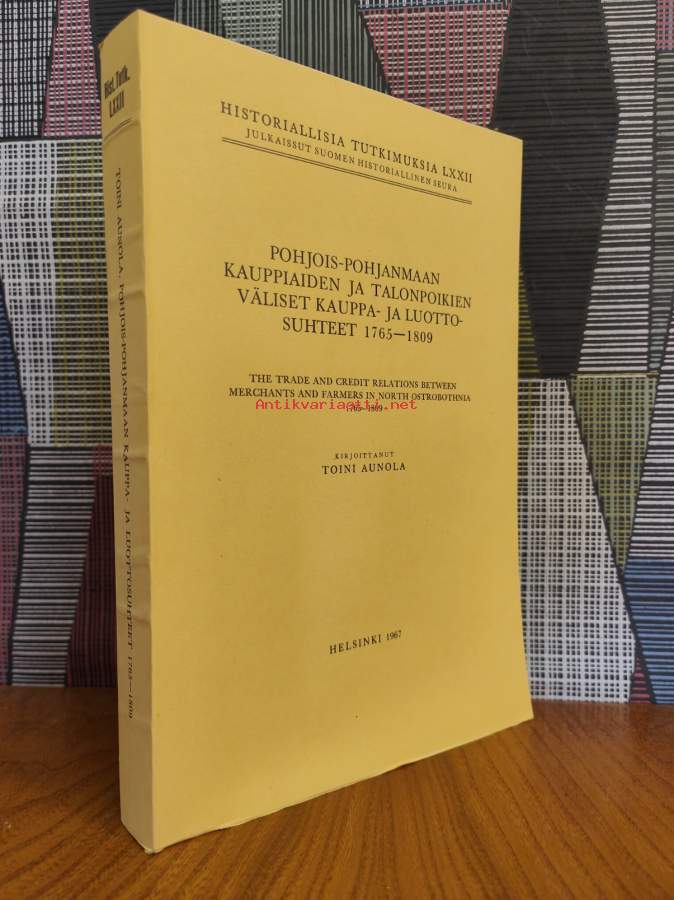 Hist. Tutk.
LXXII
TOINI AUNOLA, POHJOIS-POHJANMAAN KAUPPA- JA LUOTTOSUHTEET 1765—1809
HISTORIALLISIA TUTKIMUKSIA LXXII
JULKAISSUT SUOMEN HISTORIALLINEN SEURA
POHJOIS-POHJANMAAN
KAUPPIAIDEN JA TALONPOIKIEN
VÄLISET KAUPPA- JA LUOTTO-
SUHTEET 1765—1809
THE TRADE AND CREDIT RELATIONS BETWEEN
MERCHANTS AND FARMERS IN NORTH OSTROBOTHNIA
Antikvariaatti.net
1765—1809
KIRJOITTANUT
TOINI AUNOLA
HELSINKI 1967